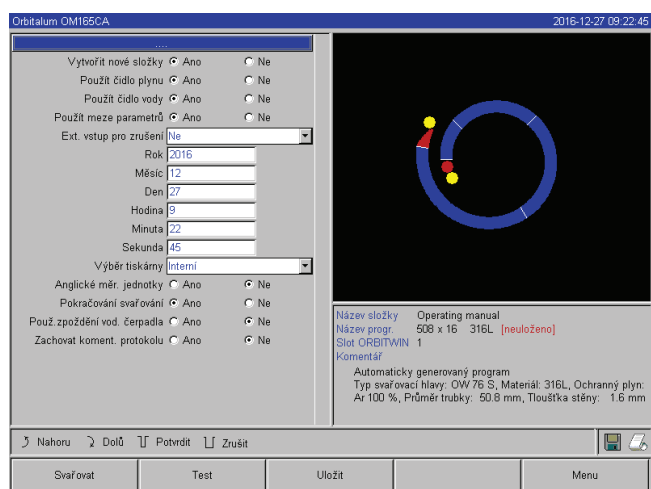 Orbitalum OM165CA 2016-12-27 09:22:45
....
Vytvořit nové složky Ano Ne
Použít čidlo plynu Ano Ne
Použít čidlo vody Ano Ne
Použít meze parametrů Ano Ne
Ext. vstup pro zrušení Ne
Rok 2016
Měsíc 12
Den 27
Hodina 9
Minuta 22
Sekunda 45
Výběr tiskárny Interní
Anglické měr. jednotky Ano Ne
Pokračování svařování Ano Ne
Použ.zpoždění vod. čerpadla Ano Ne
Zachovat koment. protokolu Ano Ne
Název složky Operating manual
Název progr. 508 x 16 316L [neuloženo]
Slot ORBITWIN 1
Komentář
Automaticky generovaný program
Typ svařovací hlavy: OW 76 S, Materiál: 316L, Ochranný plyn:
Ar 100 %, Průměr trubky: 50.8 mm, Tloušťka stěny: 1.6 mm
Nahoru Dolů Potvrdit Zrušit
Svařovat Test Uložit Menu